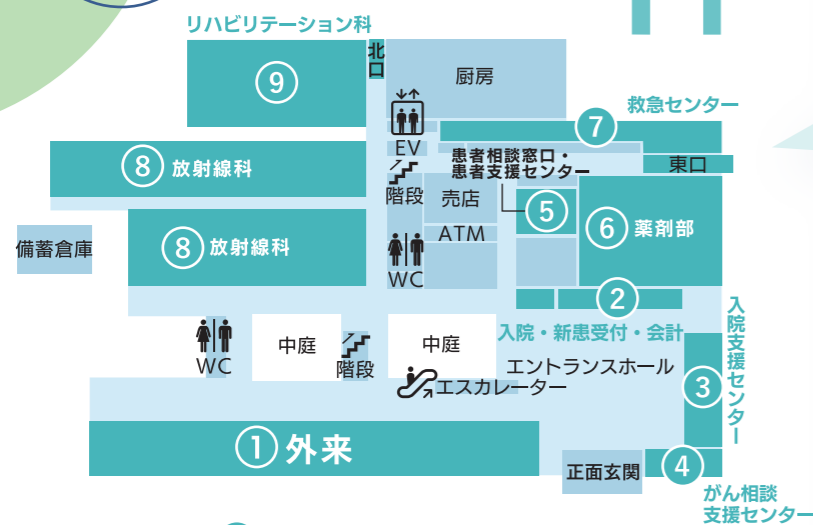 リハビリテーション科
北口
⑨
厨房
救急センター
⑦
EV
患者相談窓口・
患者支援センター
東口
⑧ 放射線科
階段
売店
⑤
⑥ 薬剤部
ATM
備蓄倉庫
⑧ 放射線科
WC
②
入院・新患受付・会計
入院支援センター
WC
中庭
階段
中庭
エントランスホール
エスカレーター
③
① 外来
正面玄関
④
がん相談
支援センター